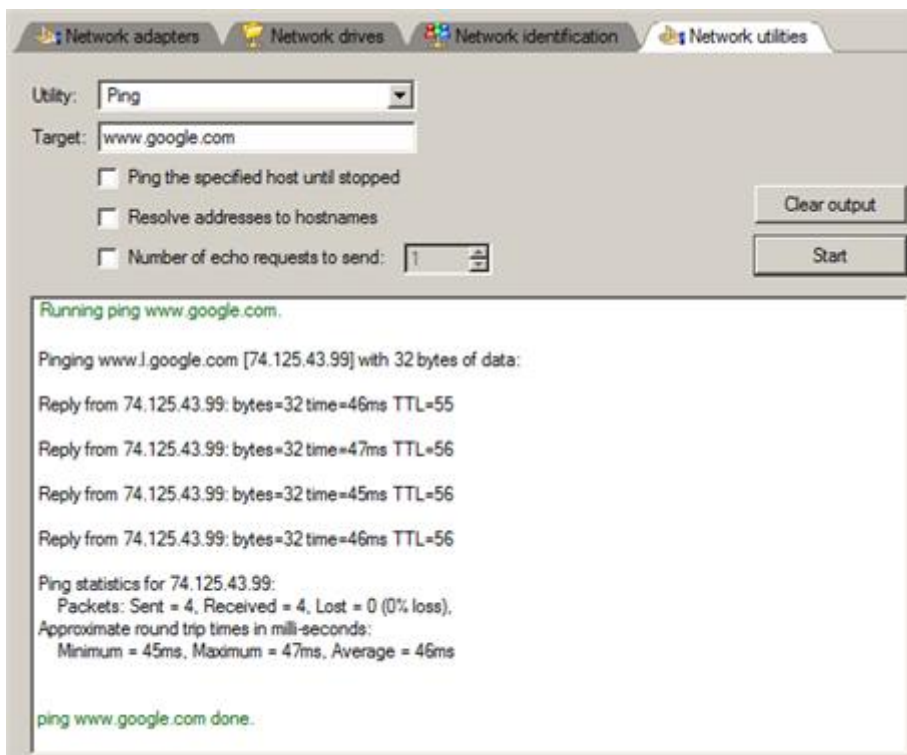 Network adapters
Network drives
Network identification
Network utilities
Utility: Ping
Target: www.google.com
Ping the specified host until stopped
Resolve addresses to hostnames
Number of echo requests to send: 1
Clear output
Start
Running ping www.google.com.
Pinging www.l.google.com [74.125.43.99] with 32 bytes of data:
Reply from 74.125.43.99: bytes=32 time=46ms TTL=55
Reply from 74.125.43.99: bytes=32 time=47ms TTL=56
Reply from 74.125.43.99: bytes=32 time=45ms TTL=56
Reply from 74.125.43.99: bytes=32 time=46ms TTL=56
Ping statistics for 74.125.43.99:
Packets: Sent = 4, Received = 4, Lost = 0 (0% loss),
Approximate round trip times in milli-seconds:
Minimum = 45ms, Maximum = 47ms, Average = 46ms
ping www.google.com done.